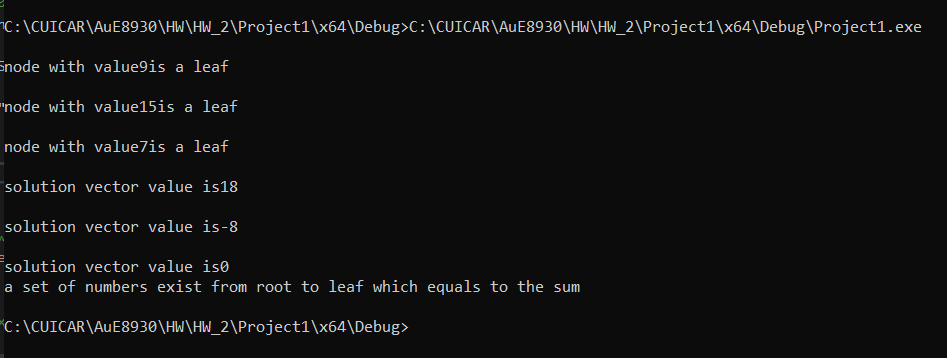 C:\CUICAR\AuE8930\HW\HW_2\Project1\x64\Debug>C:\CUICAR\AuE8930\HW\HW_2\Project1\x64\Debug\Project1.exe
node with value9is a leaf
node with value15is a leaf
node with value7is a leaf
solution vector value is18
solution vector value is-8
solution vector value is0
a set of numbers exist from root to leaf which equals to the sum
C:\CUICAR\AuE8930\HW\HW_2\Project1\x64\Debug>